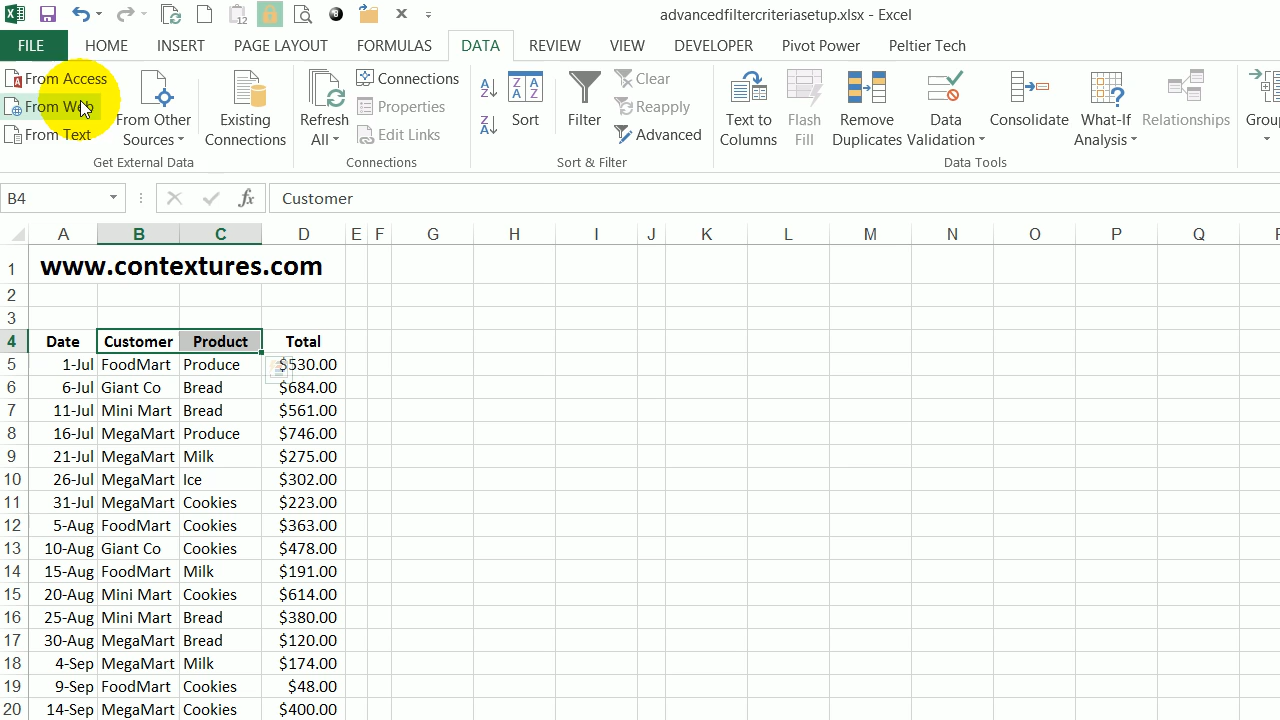 advancedfiltercriteriasetup.xlsx - Excel
FILE HOME INSERT PAGE LAYOUT FORMULAS DATA REVIEW VIEW DEVELOPER Pivot Power Peltier Tech
From Access
From Web
From Text
From Other
Sources
Get External Data
Existing
Connections
Refresh
All
Connections
Properties
Edit Links
Connections
Sort
Filter
Clear
Reapply
Advanced
Sort & Filter
Text to
Columns
Flash
Fill
Remove
Duplicates
Data
Validation
Consolidate
What-If
Analysis
Relationships
Data Tools
B4 fx Customer
A B C D E F G H I J K L M N O P Q
1 www.contextures.com
2
3
4 Date Customer Product Total
5 1-Jul FoodMart Produce $530.00
6 6-Jul Giant Co Bread $684.00
7 11-Jul Mini Mart Bread $561.00
8 16-Jul MegaMart Produce $746.00
9 21-Jul MegaMart Milk $275.00
10 26-Jul MegaMart Ice $302.00
11 31-Jul MegaMart Cookies $223.00
12 5-Aug FoodMart Cookies $363.00
13 10-Aug Giant Co Cookies $478.00
14 15-Aug FoodMart Milk $191.00
15 20-Aug Mini Mart Cookies $614.00
16 25-Aug Mini Mart Bread $380.00
17 30-Aug MegaMart Bread $120.00
18 4-Sep MegaMart Milk $174.00
19 9-Sep FoodMart Cookies $48.00
20 14-Sep MegaMart Cookies $400.00